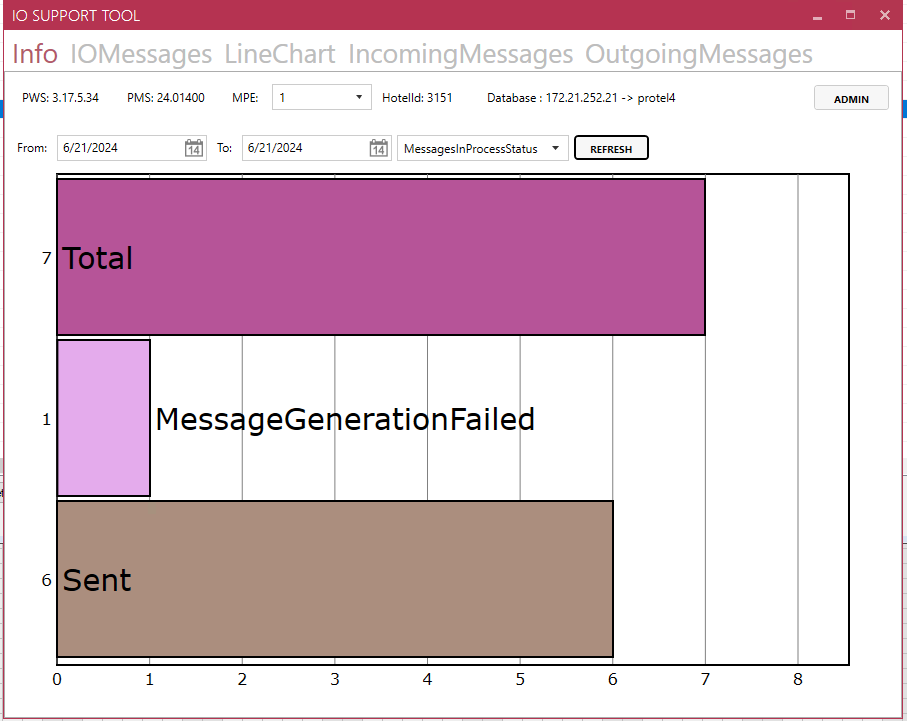 IO SUPPORT TOOL
Info IOMessages LineChart IncomingMessages OutgoingMessages
PWS: 3.17.5.34 PMS: 24.01400 MPE: 1 HotelId: 3151 Database : 172.21.252.21 -> protel4 ADMIN
From: 6/21/2024 14 To: 6/21/2024 14 MessagesInProcessStatus REFRESH
7 Total
1 MessageGenerationFailed
6 Sent
0 1 2 3 4 5 6 7 8